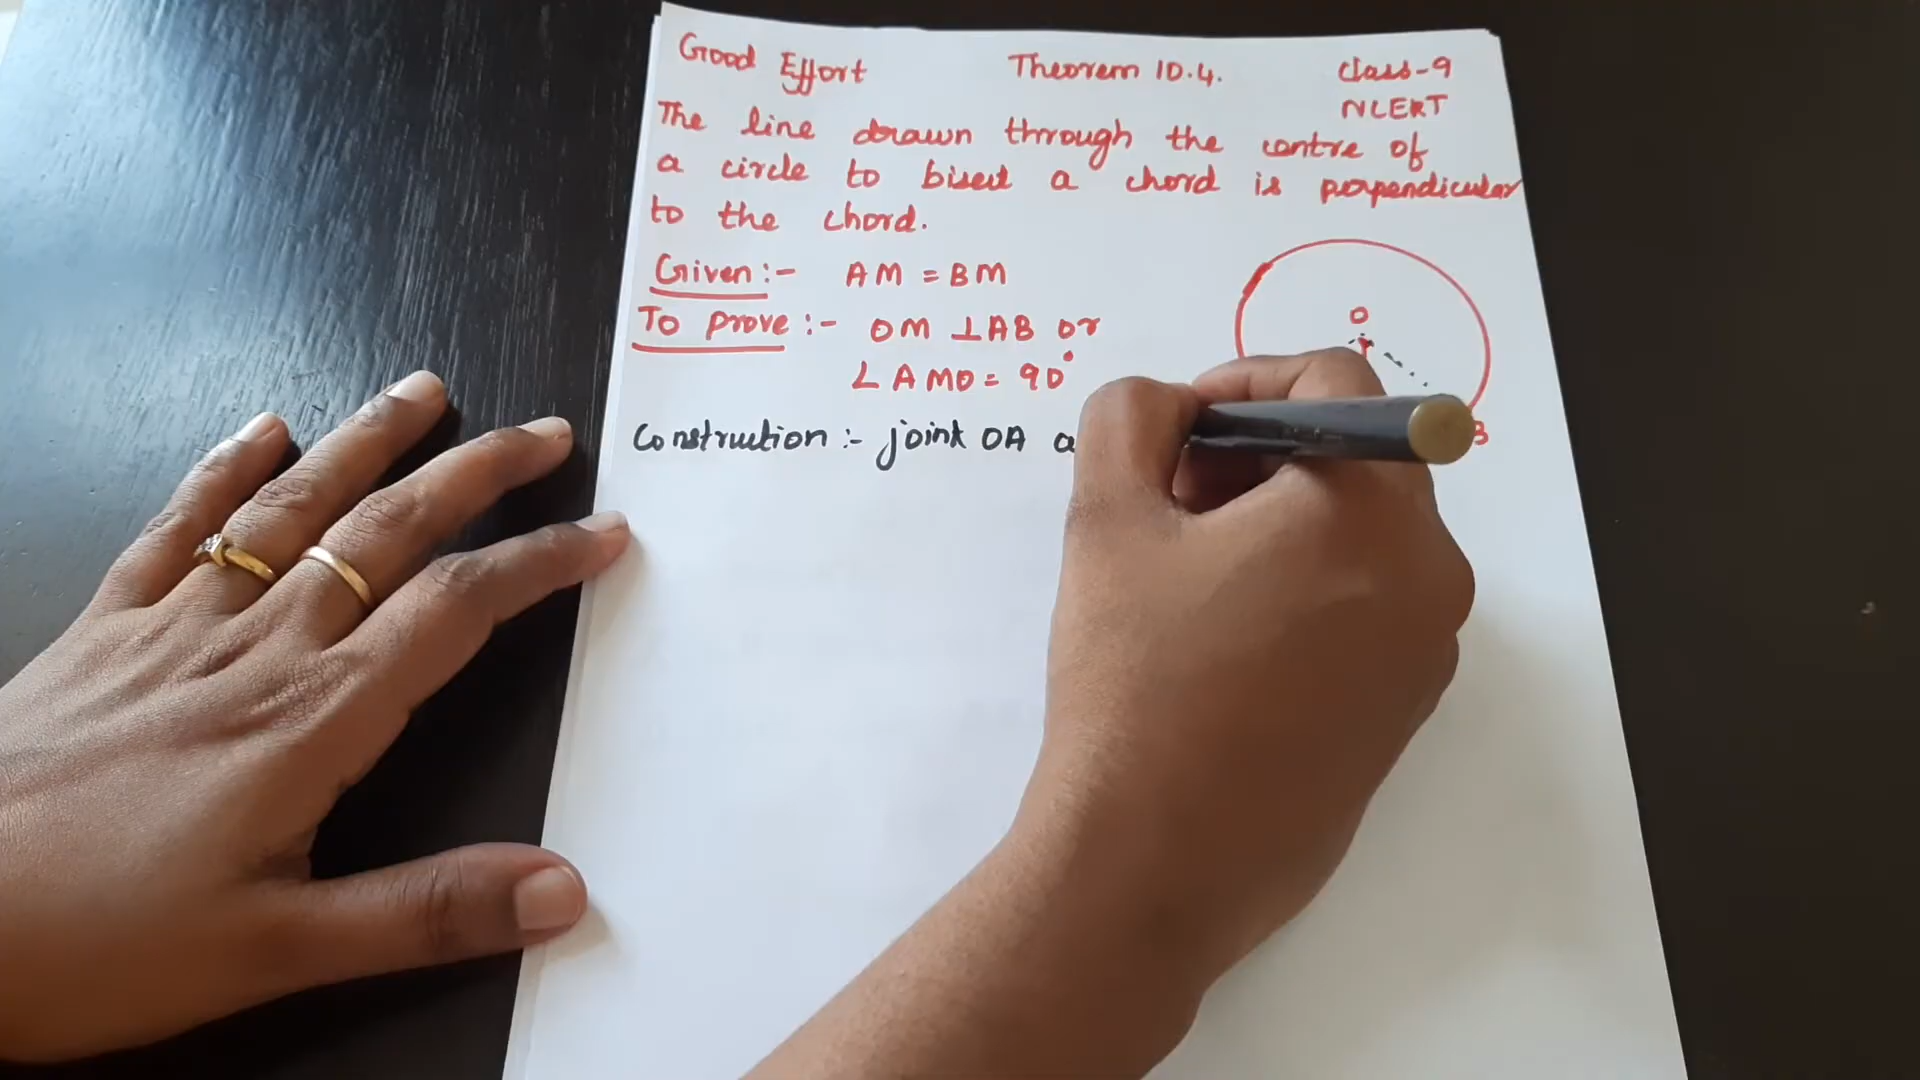 Good Effort Theorem 10.4. Class-9
NCERT
The line drawn through the centre of
a circle to bisect a chord is perpendicular
to the chord.
Given:- AM = BM
To prove :- OM ⊥AB or
∠AMO = 90°
Construction :- joint OA a
O
B